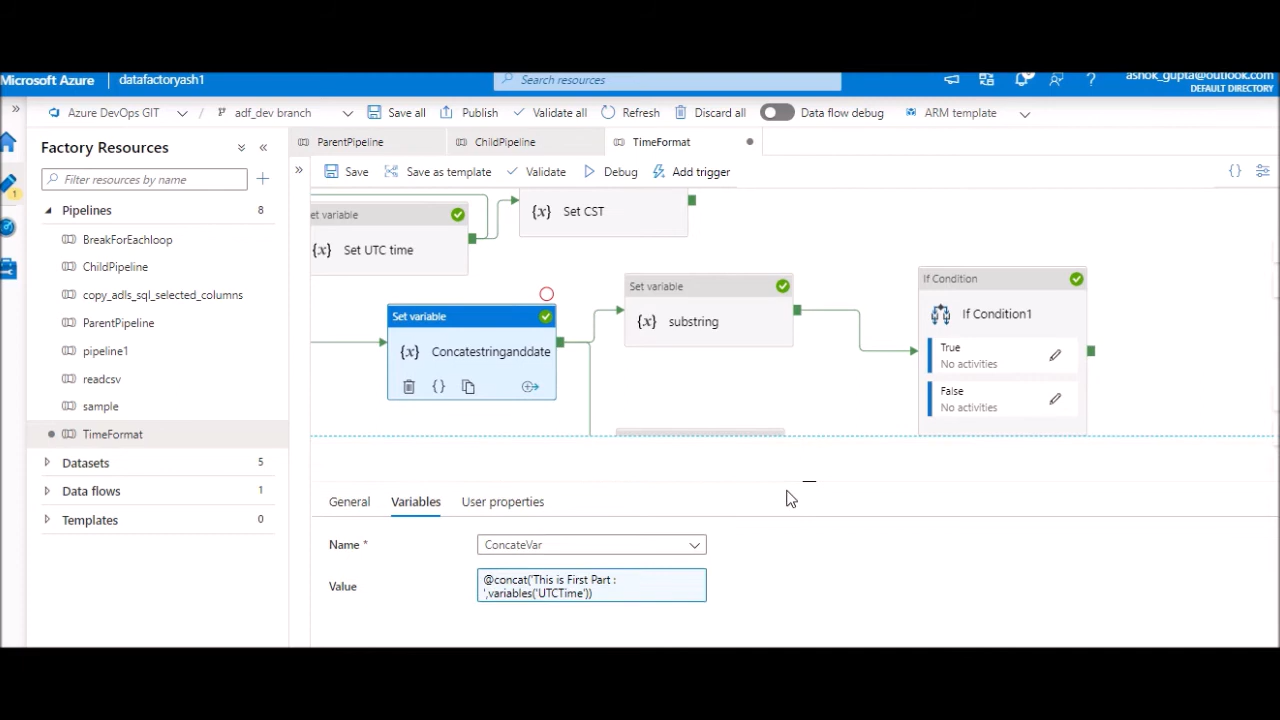 Microsoft Azure
datafactoryash1
Search resources
ashok_gupta@outlook.com
DEFAULT DIRECTORY
Azure DevOps GIT
/
adf_dev branch
Save all
Publish
Validate all
Refresh
Discard all
Data flow debug
ARM template
Factory Resources
ParentPipeline
ChildPipeline
TimeFormat
Filter resources by name
Save
Save as template
Validate
Debug
Add trigger
Pipelines
8
BreakForEachloop
ChildPipeline
copy_adls_sql_selected_columns
ParentPipeline
pipeline1
readcsv
sample
TimeFormat
Datasets
5
Data flows
1
Templates
0
1
{x} Set CST
et variable
{x} Set UTC time
Set variable
{x} Concatestringanddate
Set variable
{x} substring
If Condition
If Condition1
True
No activities
False
No activities
General
Variables
User properties
Name *
ConcateVar
Value
@concat('This is First Part :
',variables('UTCTime'))